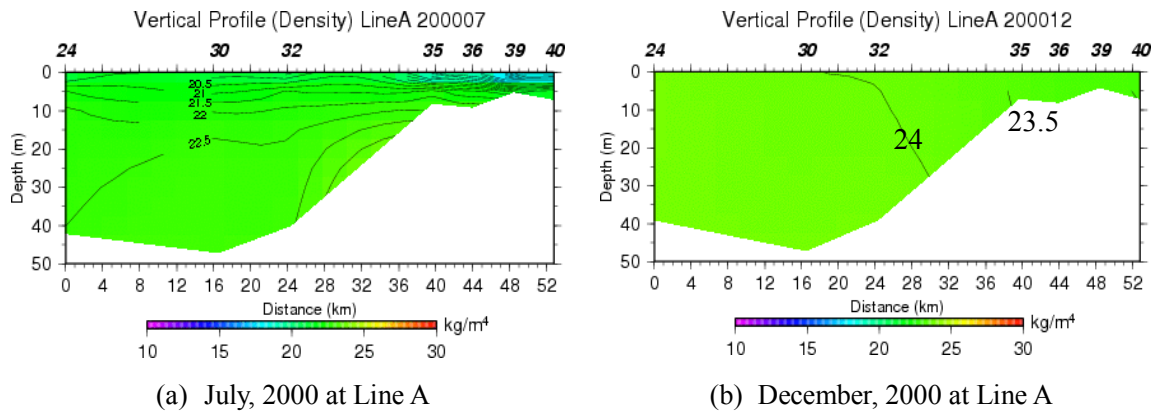 Vertical Profile (Density) LineA 200007
24 30 32 35 36 39 40
0
10
20
30
40
50
Depth (m)
20.5
21
21.5
22
22.5
0 4 8 12 16 20 24 28 32 36 40 44 48 52
Distance (km)
kg/m⁴
10 15 20 25 30
(a) July, 2000 at Line A
Vertical Profile (Density) LineA 200012
24 30 32 35 36 39 40
0
10
20
30
40
50
Depth (m)
24
23.5
0 4 8 12 16 20 24 28 32 36 40 44 48 52
Distance (km)
kg/m⁴
10 15 20 25 30
(b) December, 2000 at Line A